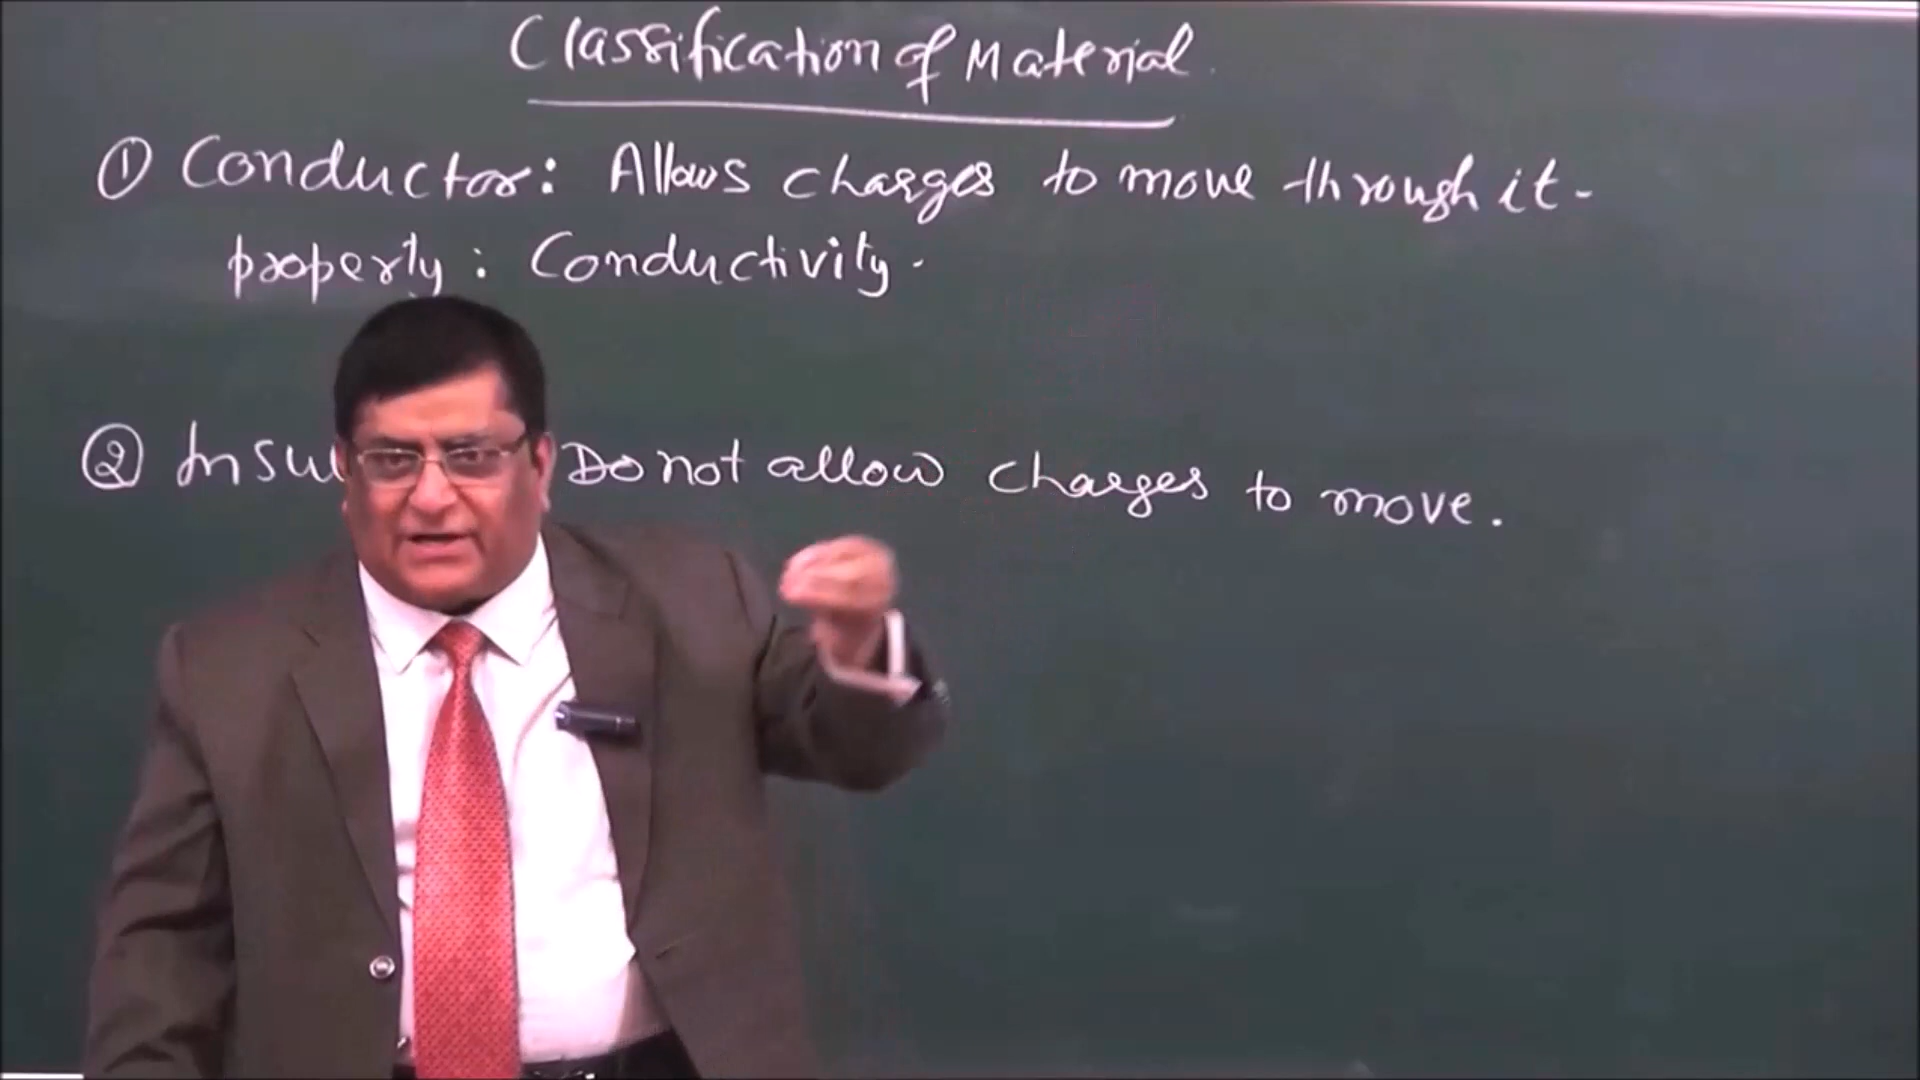 Classification of Material
① Conductor: Allows charges to move through it.
property: Conductivity.
② Do not allow charges to move.